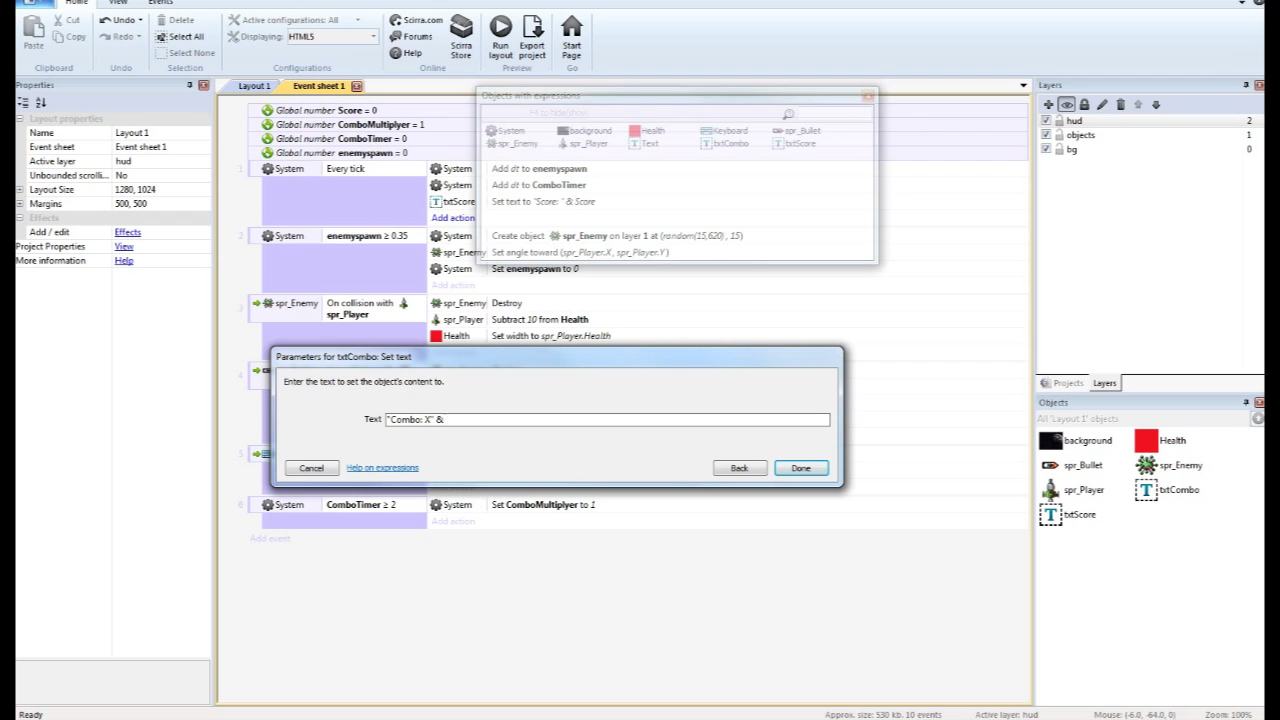 Home View Events
Cut
Copy
Paste
Clipboard
Undo
Redo
Undo
Delete
Select All
Select None
Selection
Active configurations: All
Displaying: HTML5
Configurations
Scirra.com
Forums
Help
Scirra Store
Online
Run layout
Export project
Preview
Start Page
Go
Properties
Layout properties
Name Layout 1
Event sheet Event sheet 1
Active layer hud
Unbounded scrolli... No
Layout Size 1280, 1024
Margins 500, 500
Effects
Add / edit Effects
Project Properties View
More information Help
Layout 1 Event sheet 1
Global number Score = 0
Global number ComboMultiplyer = 1
Global number ComboTimer = 0
Global number enemyspawn = 0
1 System Every tick System Add dt to enemyspawn
System Add dt to ComboTimer
txtScore Set text to "Score: " & Score
Add action
2 System enemyspawn ≥ 0.35 System Create object spr_Enemy on layer 1 at (random(15,620) , 15)
spr_Enemy Set angle toward (spr_Player.X , spr_Player.Y )
System Set enemyspawn to 0
Add action
3 spr_Enemy On collision with spr_Player spr_Enemy Destroy
spr_Player Subtract 10 from Health
Health Set width to spr_Player.Health
4
5
6 System ComboTimer ≥ 2 System Set ComboMultiplyer to 1
Add action
Add event
Objects with expressions
System background Health Keyboard spr_Bullet
spr_Enemy spr_Player Text txtCombo txtScore
Parameters for txtCombo: Set text
Enter the text to set the object's content to.
Text "Combo: X" &
Cancel Help on expressions Back Done
Layers
hud 2
objects 1
bg 0
Projects Layers
Objects
All 'Layout 1' objects
background Health
spr_Bullet spr_Enemy
spr_Player txtCombo
txtScore
Ready Approx. size: 530 kb. 10 events Active layer: hud Mouse: (-6.0, -64.0, 0) Zoom: 100%